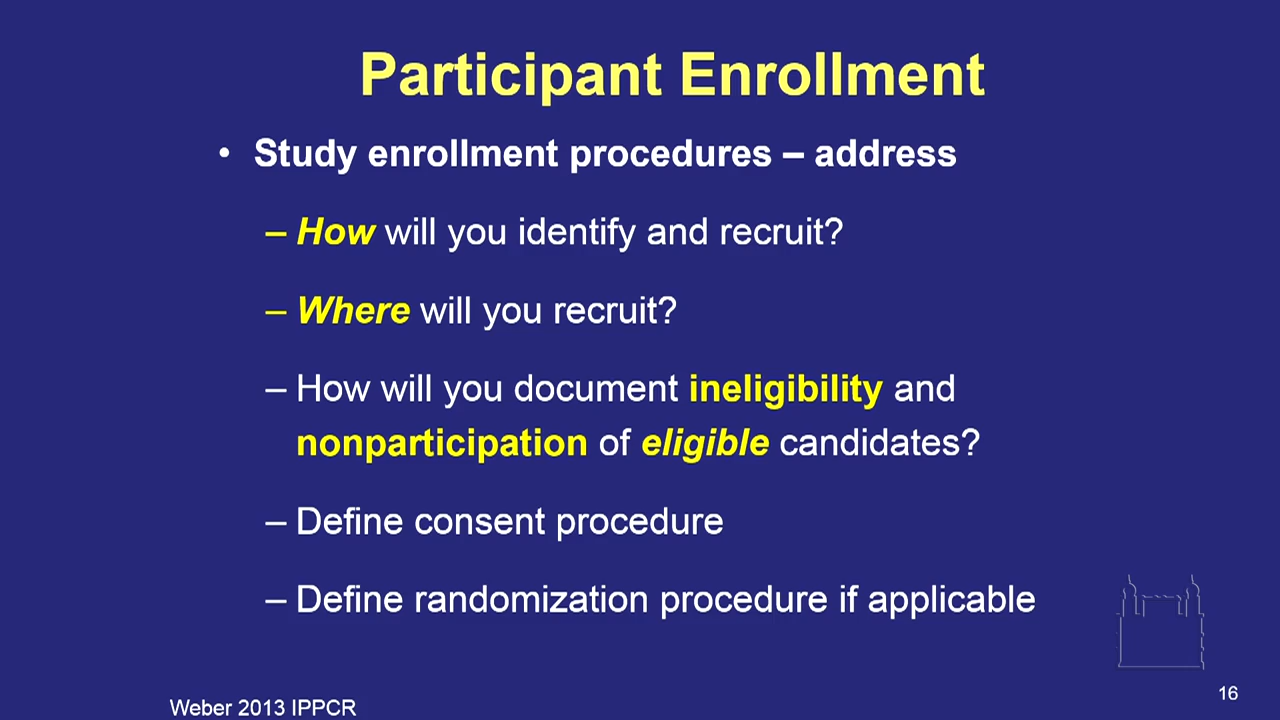 Participant Enrollment
• Study enrollment procedures – address
– How will you identify and recruit?
– Where will you recruit?
– How will you document ineligibility and
nonparticipation of eligible candidates?
– Define consent procedure
– Define randomization procedure if applicable
Weber 2013 IPPCR
16